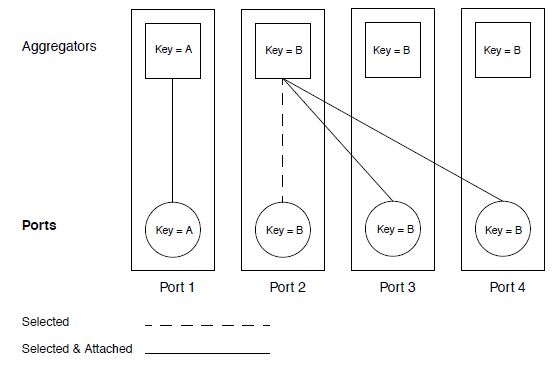 Aggregators
Key = A
Key = B
Key = B
Key = B
Ports
Key = A
Key = B
Key = B
Key = B
Port 1
Port 2
Port 3
Port 4
Selected
Selected & Attached